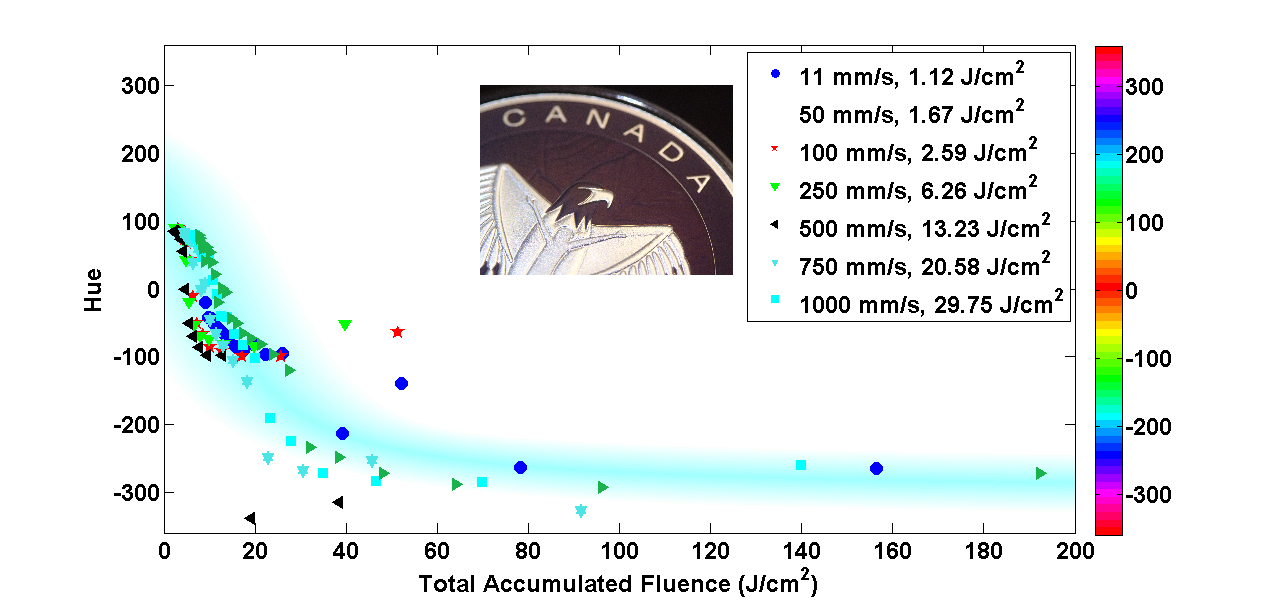 CANADA
11 mm/s, 1.12 J/cm²
50 mm/s, 1.67 J/cm²
100 mm/s, 2.59 J/cm²
250 mm/s, 6.26 J/cm²
500 mm/s, 13.23 J/cm²
750 mm/s, 20.58 J/cm²
1000 mm/s, 29.75 J/cm²
Hue
300
200
100
0
-100
-200
-300
0 20 40 60 80 100 120 140 160 180 200
Total Accumulated Fluence (J/cm²)
300
200
100
0
-100
-200
-300